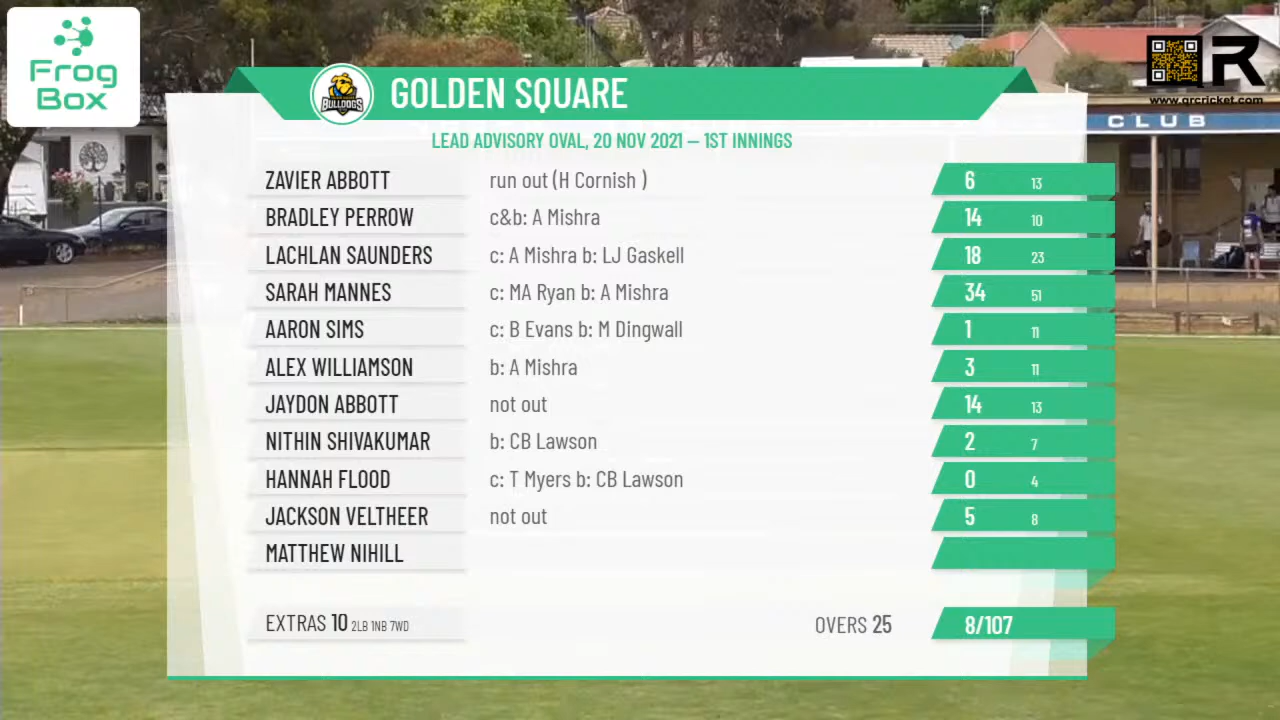 Frog
Box
BULLDOGS
GOLDEN SQUARE
R
www.qrcricket.com
CLUB
LEAD ADVISORY OVAL, 20 NOV 2021 – 1ST INNINGS
ZAVIER ABBOTT run out (H Cornish ) 6 13
BRADLEY PERROW c&b: A Mishra 14 10
LACHLAN SAUNDERS c: A Mishra b: LJ Gaskell 18 23
SARAH MANNES c: MA Ryan b: A Mishra 34 51
AARON SIMS c: B Evans b: M Dingwall 1 11
ALEX WILLIAMSON b: A Mishra 3 11
JAYDON ABBOTT not out 14 13
NITHIN SHIVAKUMAR b: CB Lawson 2 7
HANNAH FLOOD c: T Myers b: CB Lawson 0 4
JACKSON VELTHEER not out 5 8
MATTHEW NIHILL
EXTRAS 10 2LB 1NB 7WD OVERS 25 8/107